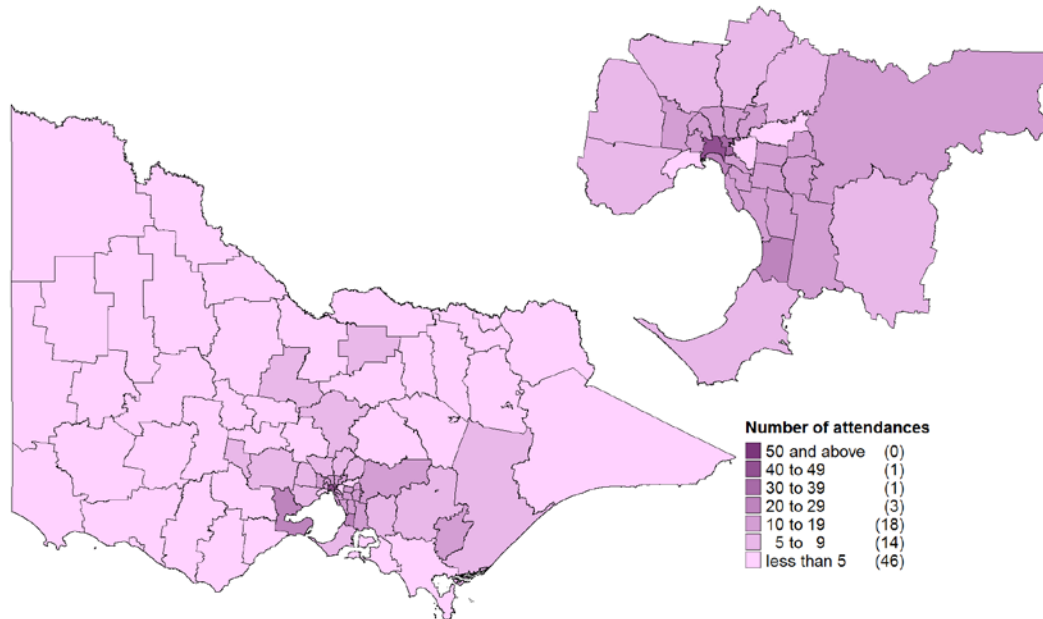 Number of attendances
50 and above (0)
40 to 49 (1)
30 to 39 (1)
20 to 29 (3)
10 to 19 (18)
5 to 9 (14)
less than 5 (46)